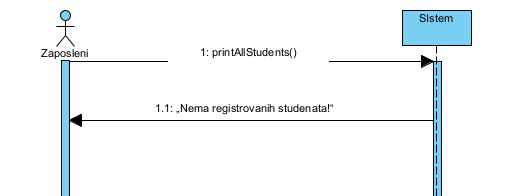 SIstem
Zaposleni
1: printAllStudents()
1.1: „Nema registrovanih studenata!“